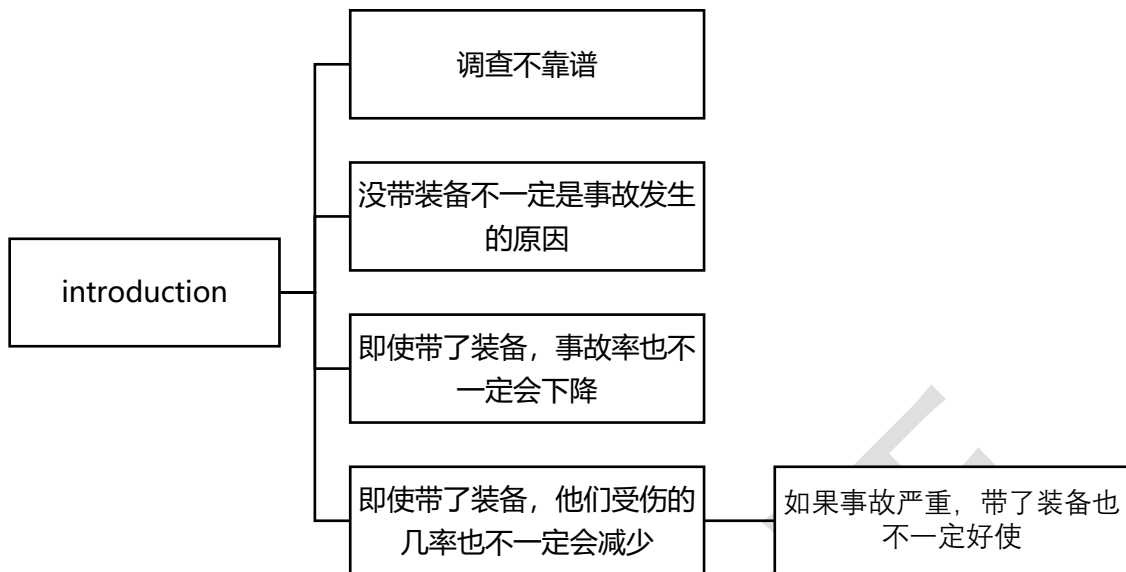 调查不靠谱
没带装备不一定是事故发生
的原因
introduction
即使带了装备，事故率也不
一定会下降
即使带了装备，他们受伤的
几率也不一定会减少
如果事故严重，带了装备也
不一定好使